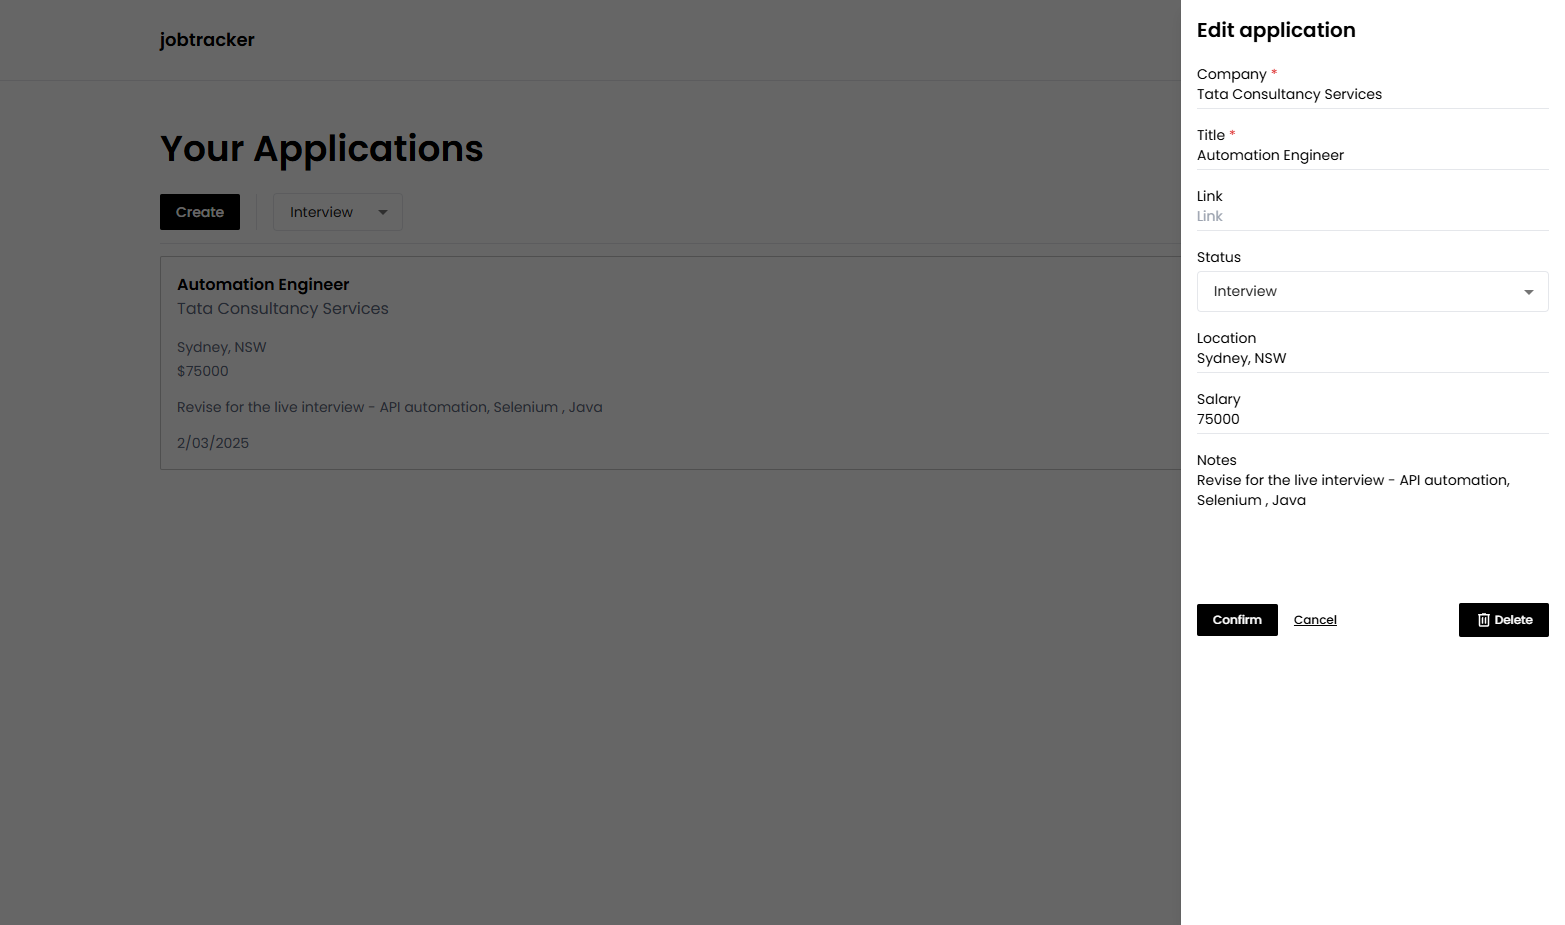 jobtracker
Your Applications
Create
Interview
Automation Engineer
Tata Consultancy Services
Sydney, NSW
$75000
Revise for the live interview - API automation, Selenium , Java
2/03/2025
Edit application
Company *
Tata Consultancy Services
Title *
Automation Engineer
Link
Link
Status
Interview
Location
Sydney, NSW
Salary
75000
Notes
Revise for the live interview - API automation,
Selenium , Java
Confirm
Cancel
Delete